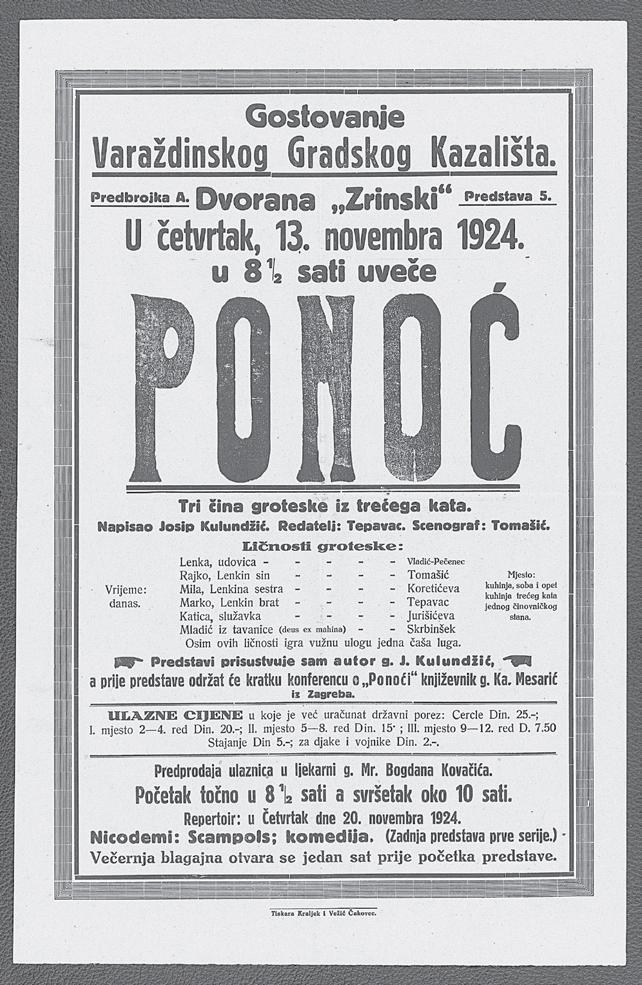 Gostovanje
Varaždinskog Gradskog Kazališta.
Predbrojka A. Dvorana „Zrinski“ Predstava 5.
U četvrtak, 13. novembra 1924.
u 8 1/2 sati uveče
PONOĆ
Tri čina groteske iz trećega kata.
Napisao Josip Kulundžić. Redatelj: Tepavac. Scenograf: Tomašić.
Ličnosti groteske:
Vrijeme:
danas.
Lenka, udovica - - - - - Vladić-Pečenec
Rajko, Lenkin sin - - - - Tomašić
Mila, Lenkina sestra - - - - Koretićeva
Marko, Lenkin brat - - - - Tepavac
Katica, služavka - - - - Jurišićeva
Mladić iz tavanice (deus ex mahina) - - Skrbinšek
Mjesto:
kuhinja, soba i opet
kuhinja trećeg kata
jednog činovničkog
stana.
Osim ovih ličnosti igra vužnu ulogu jedna čaša luga.
Predstavi prisustvuje sam autor g. J. Kulundžić,
a prije predstave održat će kratku konferencu o „Ponoći“ književnik g. Ka. Mesarić
iz Zagreba.
ULAZNE CIJENE u koje je već uračunat državni porez: Cercle Din. 25.-;
I. mjesto 2—4. red Din. 20.-; II. mjesto 5—8. red Din. 15·; III. mjesto 9—12. red D. 7.50
Stajanje Din 5.-; za djake i vojnike Din. 2.-.
Predprodaja ulaznica u ljekarni g. Mr. Bogdana Kovačića.
Početak točno u 8 1/2 sati a svršetak oko 10 sati.
Repertoir: u Četvrtak dne 20. novembra 1924.
Nicodemi: Scampols; komedija. (Zadnja predstava prve serije.) -
Večernja blagajna otvara se jedan sat prije početka predstave.
Tiskara Kraljek i Vežić Čakovec.